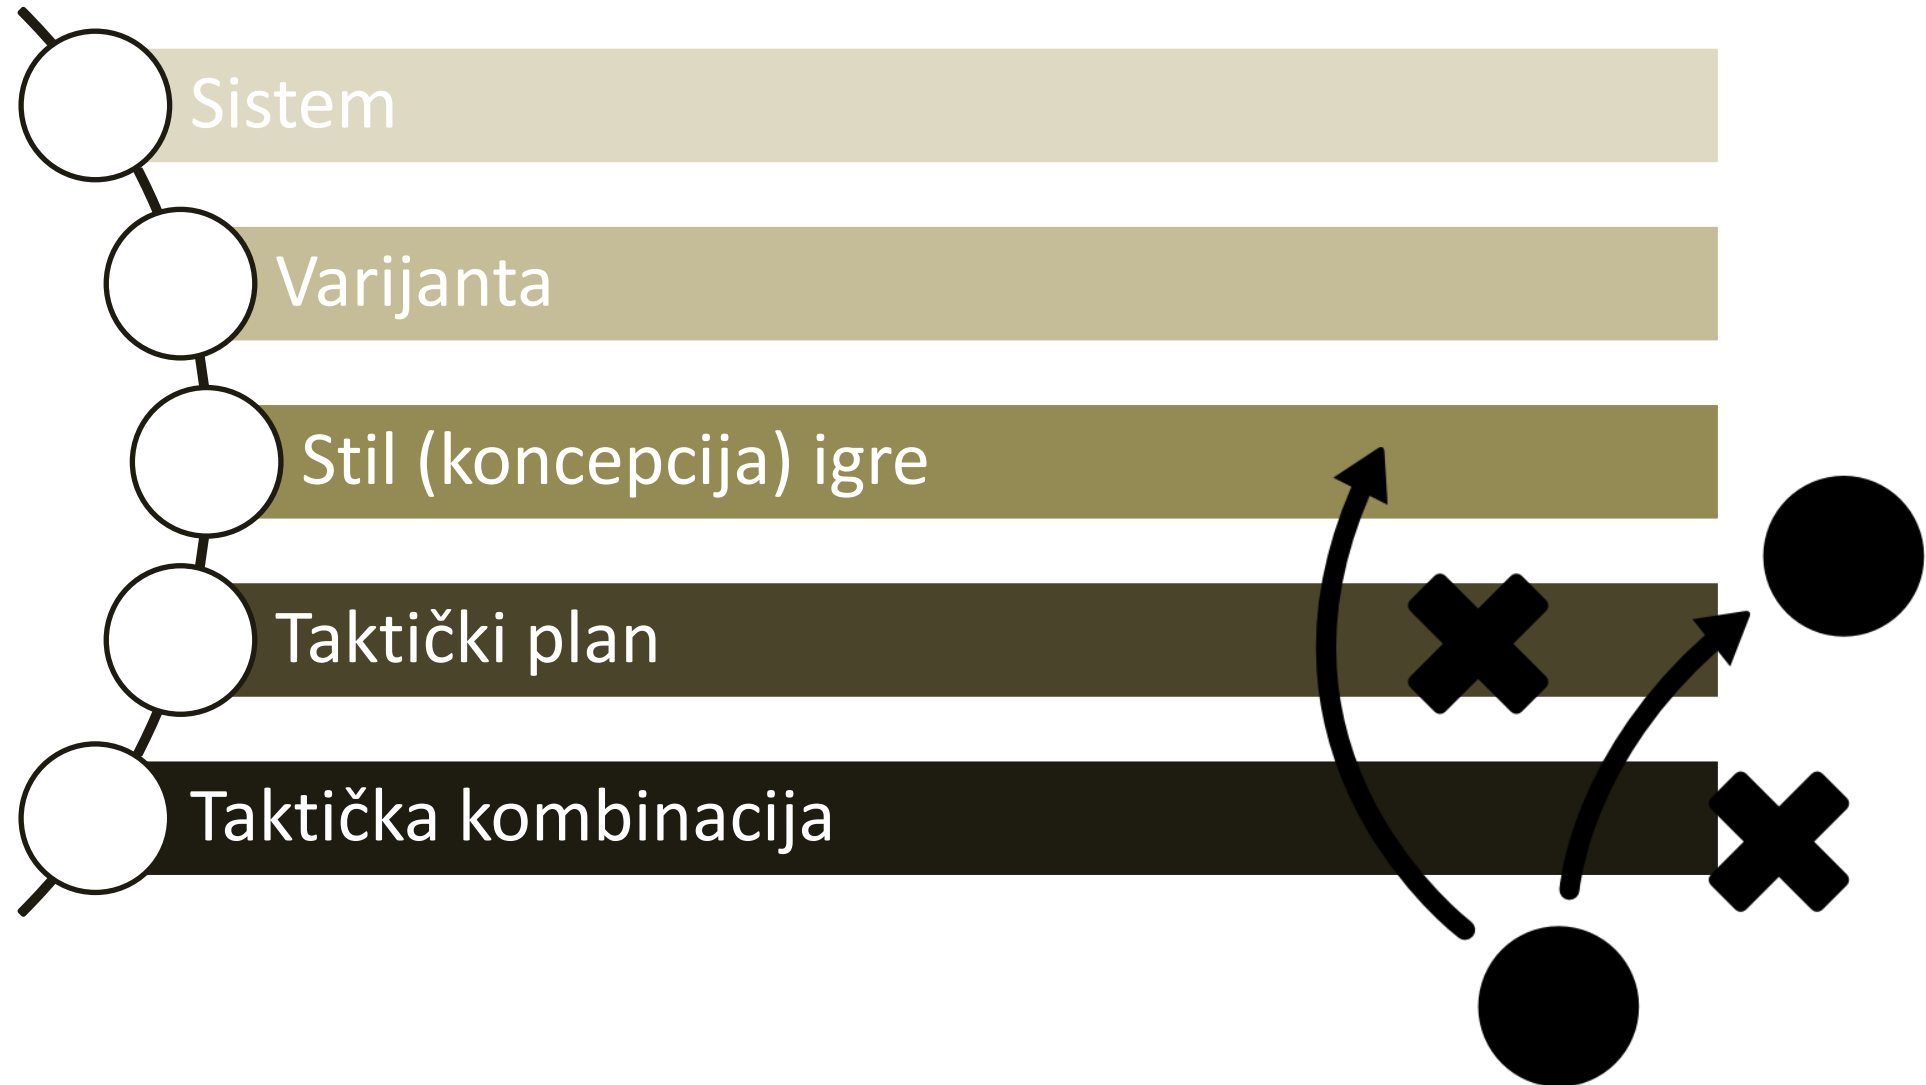 Sistem
Varijanta
Stil (koncepcija) igre
Taktički plan
Taktička kombinacija